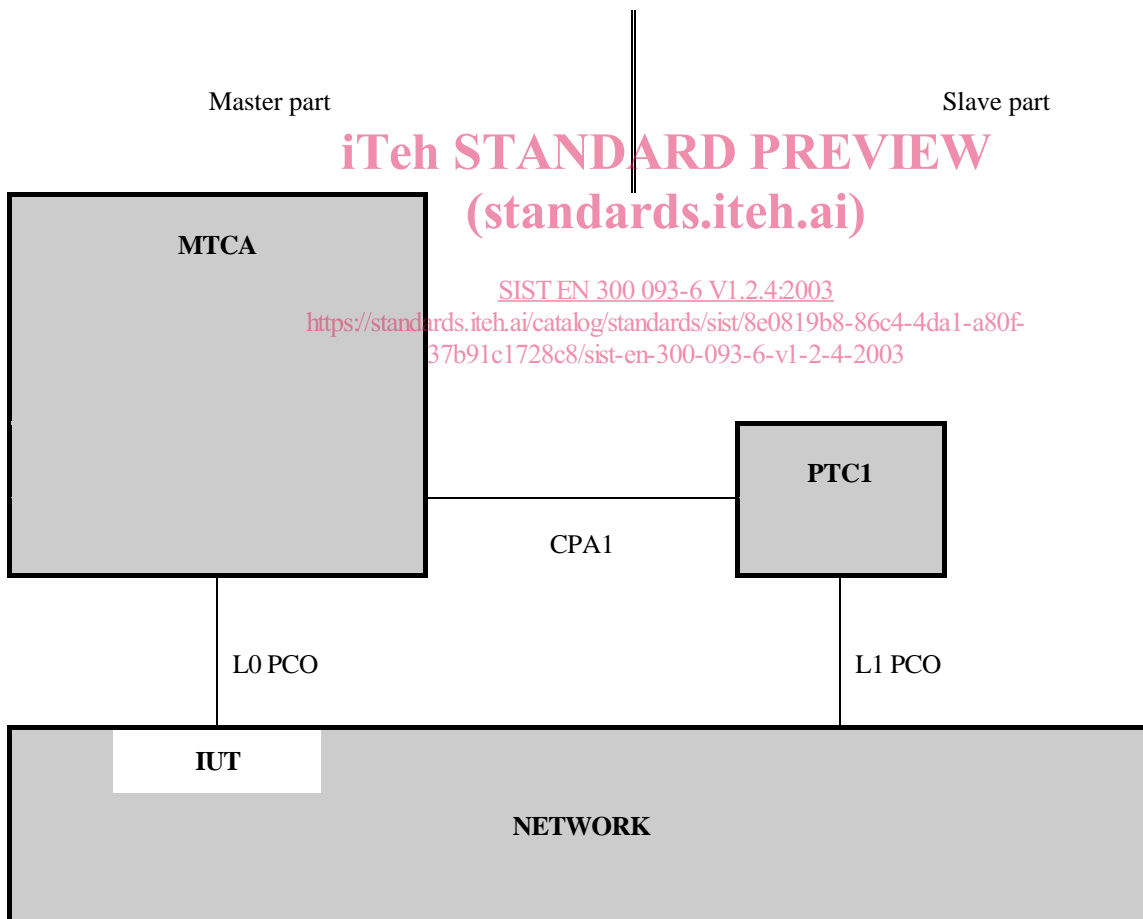 Master part
Slave part
iTeh STANDARD PREVIEW
(standards.iteh.ai)
MTCA
SIST EN 300 093-6 V1.2.4:2003
https://standards.iteh.ai/catalog/standards/sist/8e0819b8-86c4-4da1-a80f-
37b91c1728c8/sist-en-300-093-6-v1-2-4-2003
PTC1
CPA1
L0 PCO
L1 PCO
IUT
NETWORK